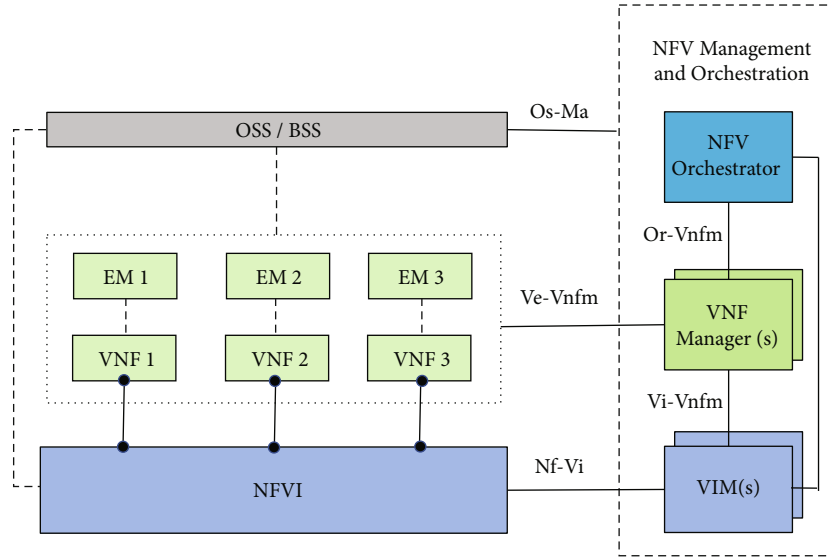 NFV Management
and Orchestration
Os-Ma
OSS / BSS
NFV
Orchestrator
Or-Vnfm
EM 1
EM 2
EM 3
Ve-Vnfm
VNF
Manager (s)
VNF 1
VNF 2
VNF 3
Vi-Vnfm
Nf-Vi
NFVI
VIM(s)